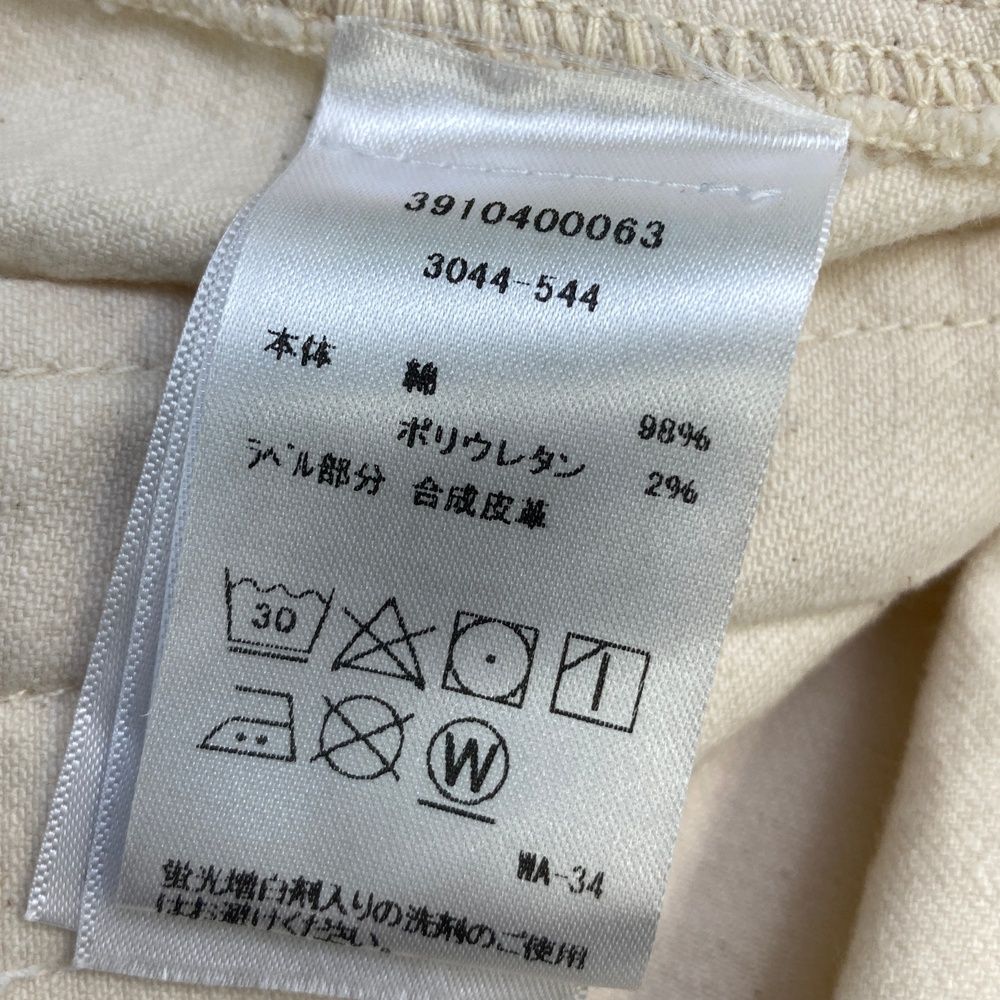 3910400063
3044-544
本体 綿 98%
ポリウレタン 2%
ラベル部分 合成皮革
30
W
WA-34
蛍光増白剤入りの洗剤のご使用
はお避けください。